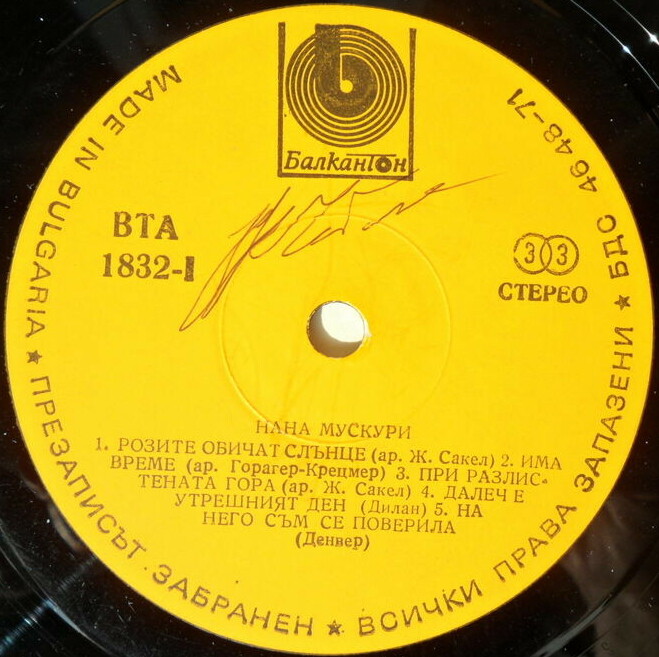 БалканТон
ВТА
1832-I
33
СТЕРЕО
НАНА МУСКУРИ
1. РОЗИТЕ ОБИЧАТ СЛЪНЦЕ (ар. Ж. Сакел) 2. ИМА
ВРЕМЕ (ар. Горагер-Крецмер) 3. ПРИ РАЗЛИС-
ТЕНАТА ГОРА (ар. Ж. Сакел) 4. ДАЛЕЧ Е
УТРЕШНИЯТ ДЕН (Дилан) 5. НА
НЕГО СЪМ СЕ ПОВЕРИЛА
(Денвер)
MADE IN BULGARIA ★ ПРЕЗАПИСЪТ ЗАБРАНЕН ★ ВСИЧКИ ПРАВА ЗАПАЗЕНИ ★ БДС 4648-71